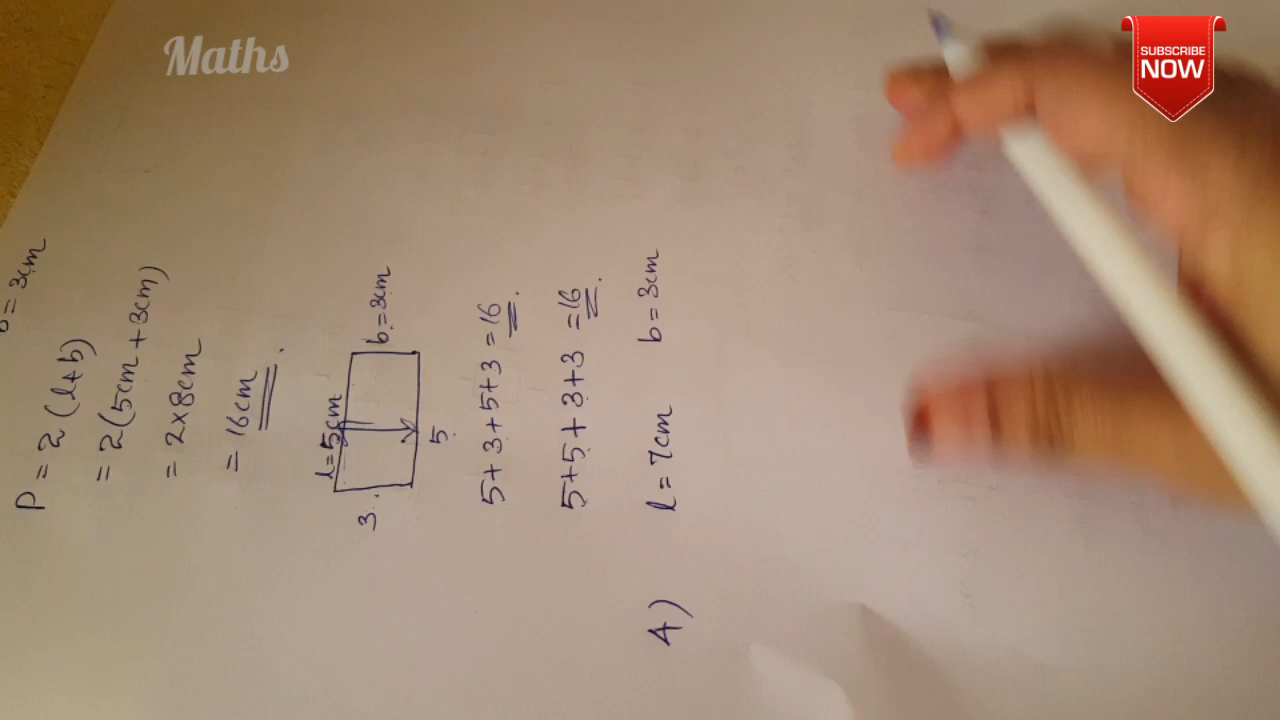 Maths
SUBSCRIBE
NOW
= 3cm
P = 2 (l+b)
= 2(5cm+3cm)
= 2×8cm
= 16cm.
l=5cm
3.
b=3cm
5
5+3+5+3=16.
5+5+3+3=16.
4) l=7cm b=3cm